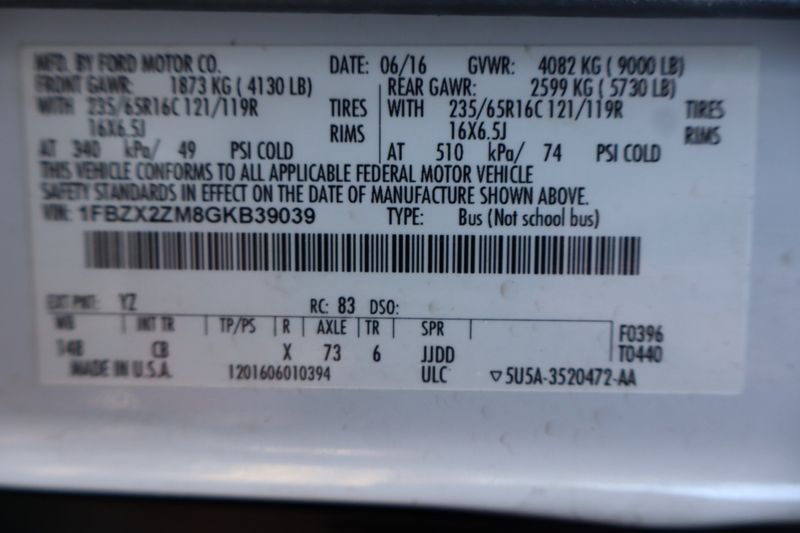 MFD. BY FORD MOTOR CO. DATE: 06/16 GVWR: 4082 KG ( 9000 LB)
FRONT GAWR: 1873 KG ( 4130 LB) REAR GAWR: 2599 KG ( 5730 LB)
WITH 235/65R16C 121/119R TIRES WITH 235/65R16C 121/119R TIRES
16X6.5J RIMS 16X6.5J RIMS
AT 340 kPa/ 49 PSI COLD AT 510 kPa/ 74 PSI COLD
THIS VEHICLE CONFORMS TO ALL APPLICABLE FEDERAL MOTOR VEHICLE
SAFETY STANDARDS IN EFFECT ON THE DATE OF MANUFACTURE SHOWN ABOVE.
VIN: 1FBZX2ZM8GKB39039 TYPE: Bus (Not school bus)
EXT PNT: YZ RC: 83 DSO:
WB INT TR TP/PS R AXLE TR SPR F0396
148 CB X 73 6 JJDD T0440
MADE IN U.S.A. 1201606010394 ULC ▽5U5A-3520472-AA